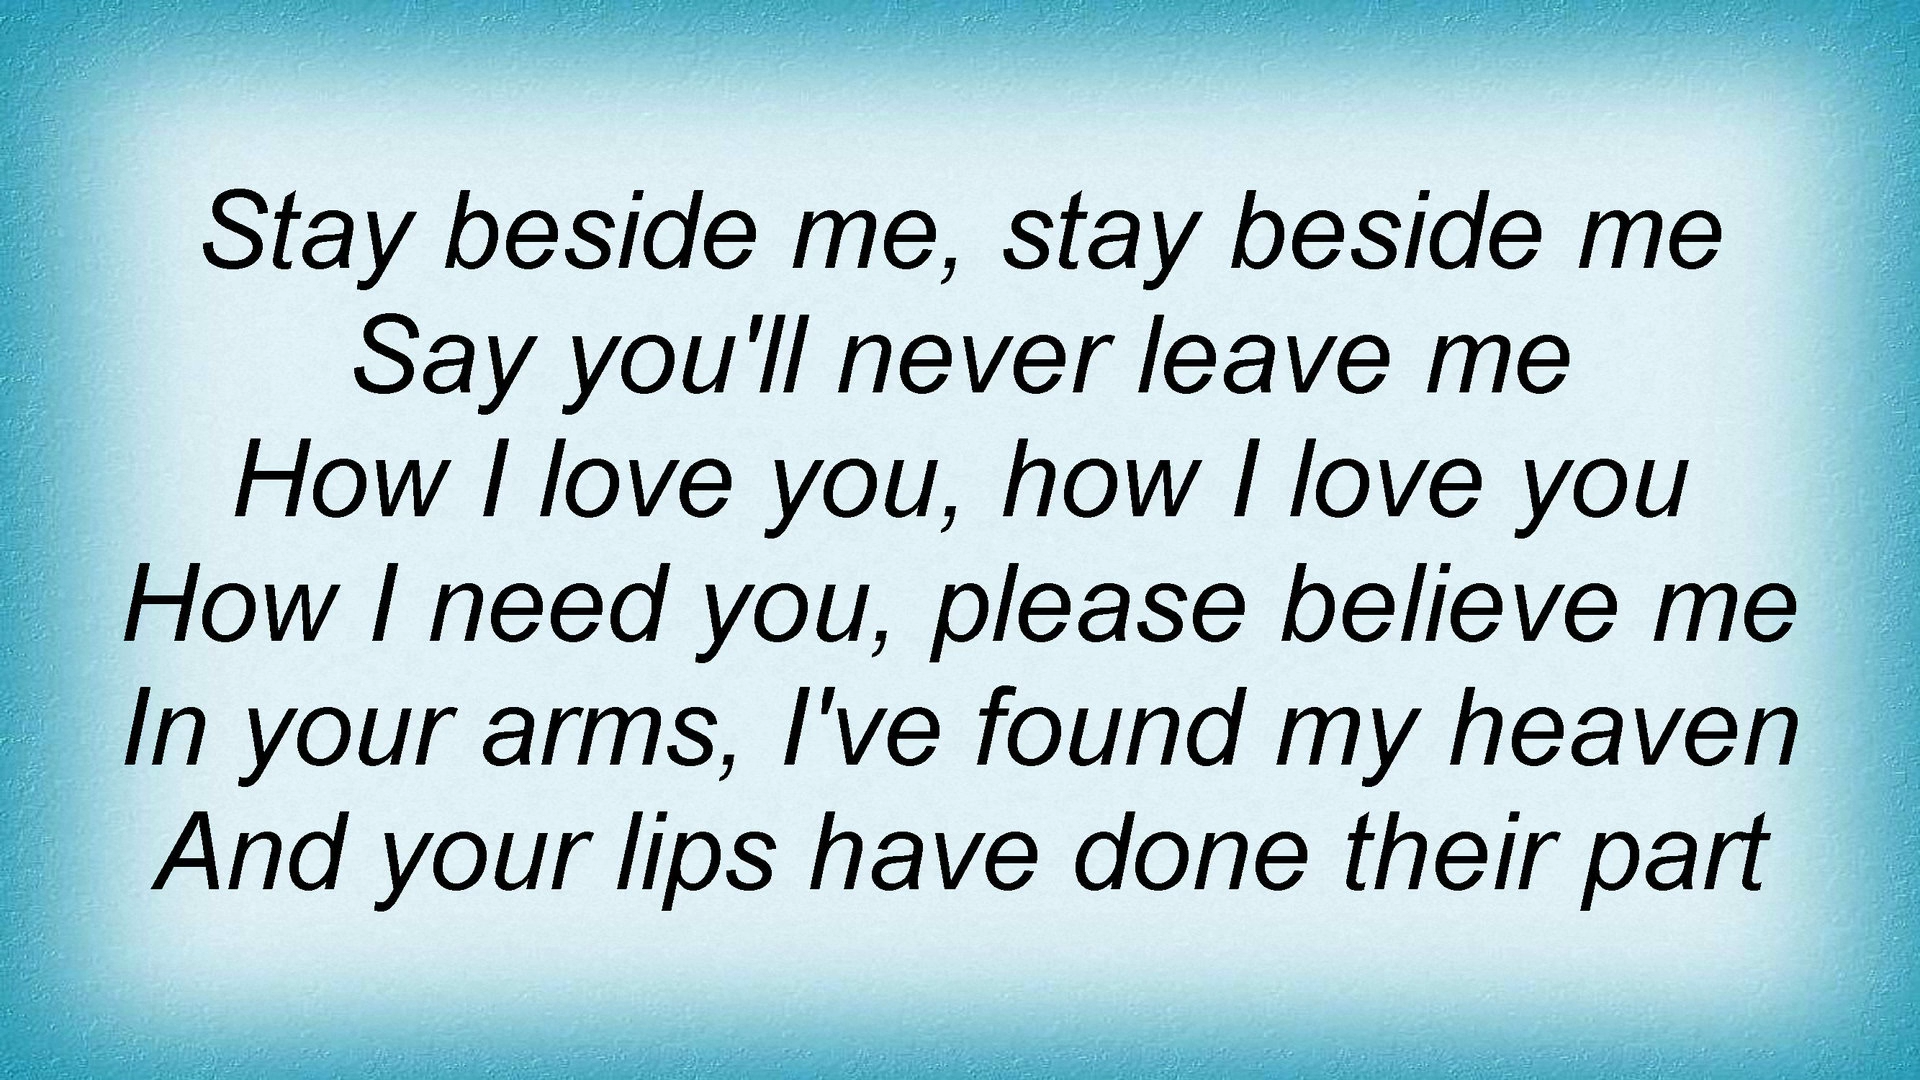 Stay beside me, stay beside me
Say you'll never leave me
How I love you, how I love you
How I need you, please believe me
In your arms, I've found my heaven
And your lips have done their part